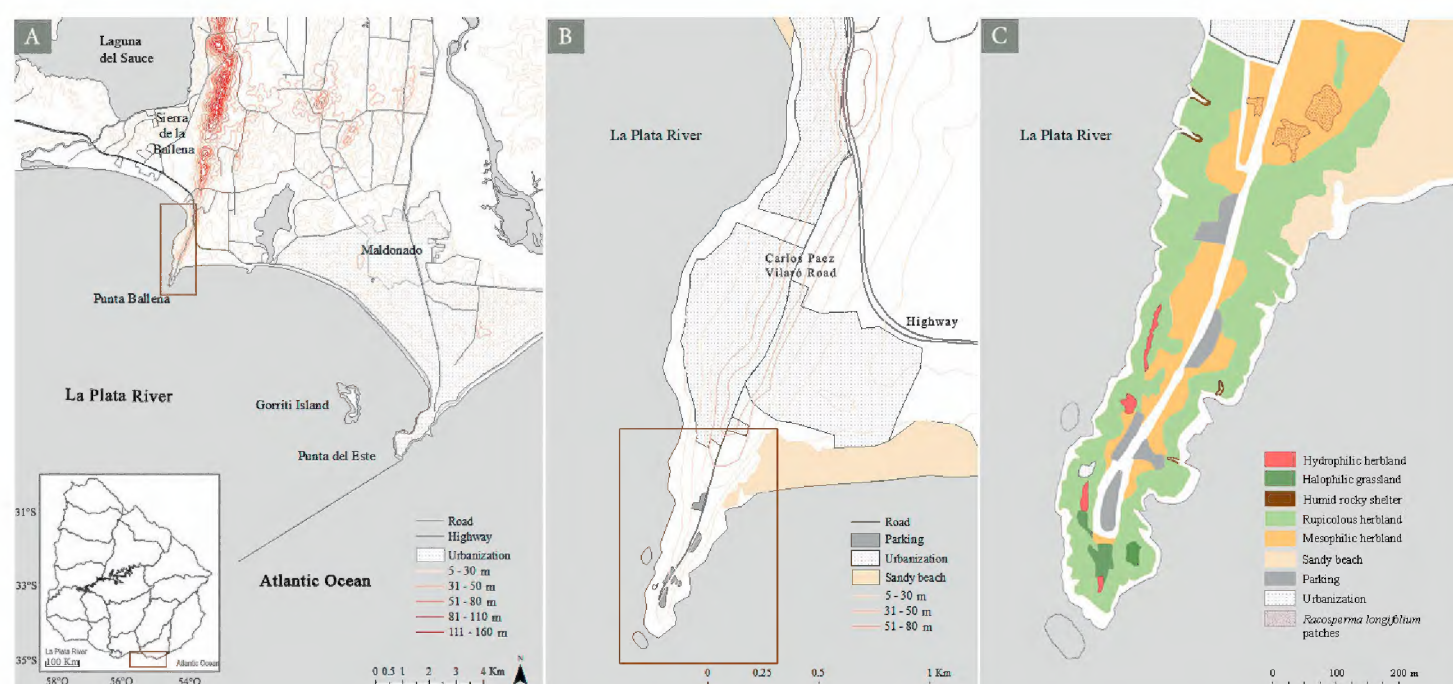 A
Laguna
del Sauce
Sierra
de la
Ballena
Maldonado
Punta Ballena
La Plata River
Gorriti Island
Punta del Este
Atlantic Ocean
31°S
33°S
35°S
58°O
56°O
54°O
La Plata River
100 Km
Atlantic Ocean
Road
Highway
Urbanization
5 - 30 m
31 - 50 m
51 - 80 m
81 - 110 m
111 - 160 m
0 0.5 1 2 3 4 Km
N
B
La Plata River
Carlos Paez
Vilaró Road
Highway
Road
Parking
Urbanization
Sandy beach
5 - 30 m
31 - 50 m
51 - 80 m
0 0.25 0.5 1 Km
C
La Plata River
Hydrophilic herbland
Halophilic grassland
Humid rocky shelter
Rupicolous herbland
Mesophilic herbland
Sandy beach
Parking
Urbanization
Racosperma longifolium
patches
0 100 200 m